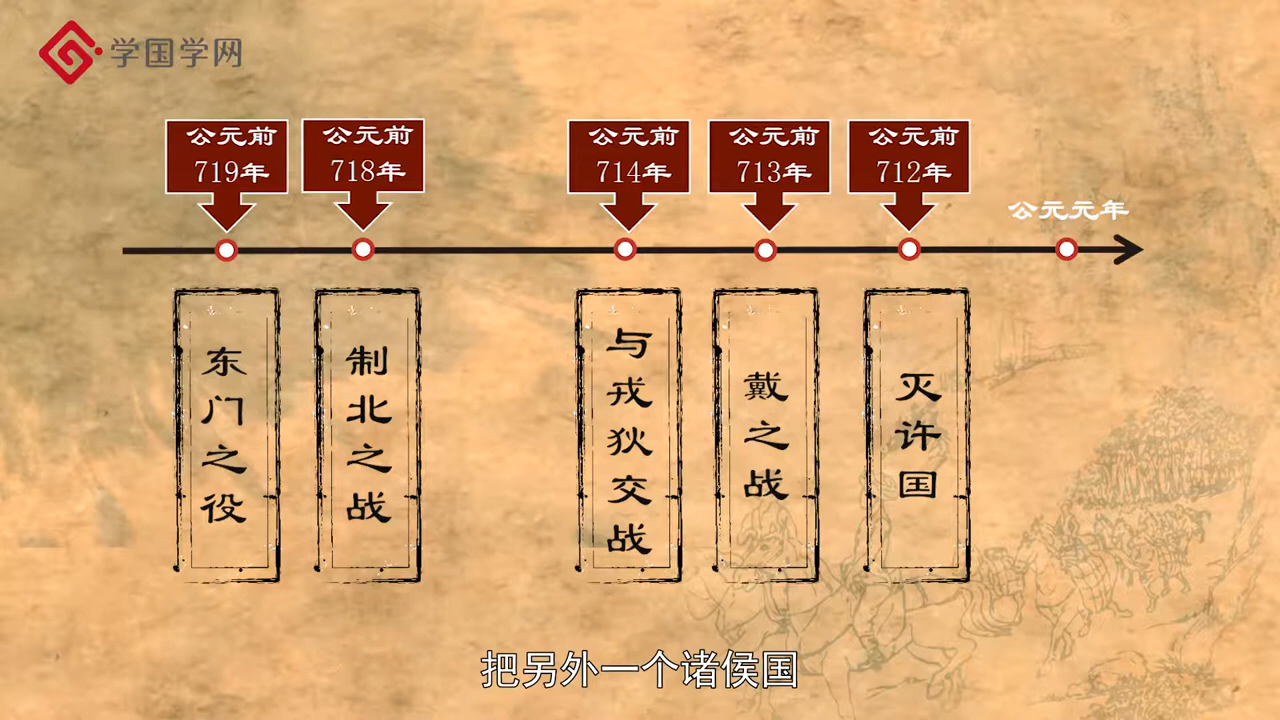 学国学网
公元前
719年
公元前
718年
公元前
714年
公元前
713年
公元前
712年
公元元年
东门之役
制北之战
与戎狄交战
戴之战
灭许国
把另外一个诸侯国